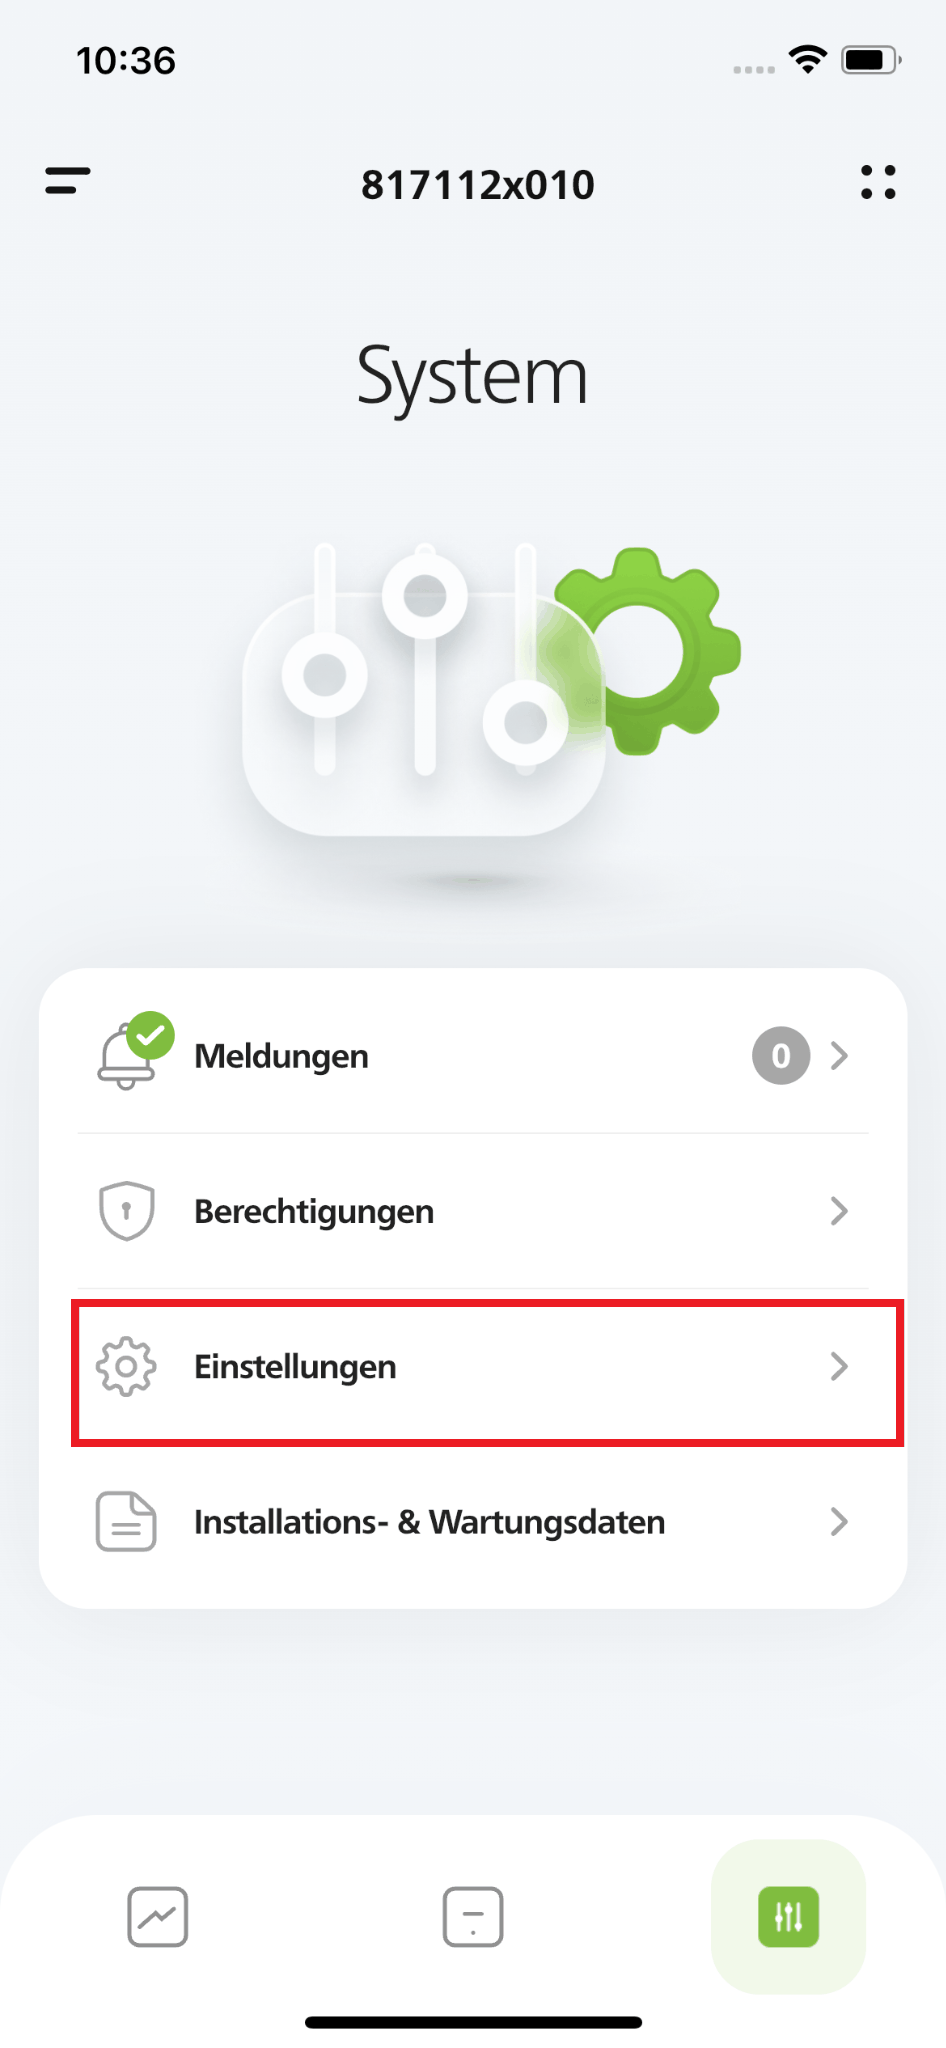 10:36
817112x010
System
Meldungen
0
Berechtigungen
Einstellungen
Installations- & Wartungsdaten